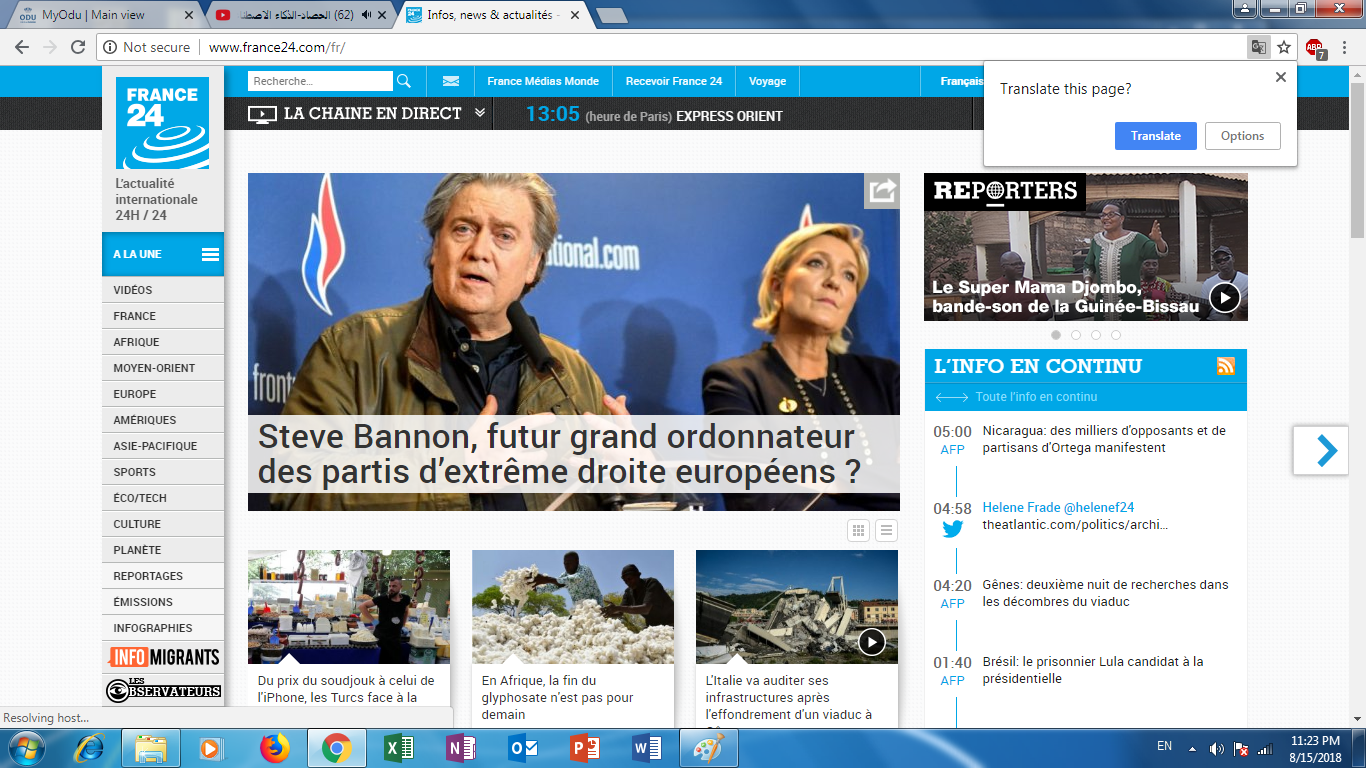 MyOdu | Main view
(62) الحصاد-الذكاء الاصطنا
Infos, news & actualités -
Not secure
www.france24.com/fr/
ABP
7
Translate this page?
Translate
Options
FRANCE
24
L'actualité
internationale
24H / 24
Recherche...
France Médias Monde
Recevoir France 24
Voyage
Français
LA CHAINE EN DIRECT
13:05 (heure de Paris) EXPRESS ORIENT
A LA UNE
VIDÉOS
FRANCE
AFRIQUE
MOYEN-ORIENT
EUROPE
AMÉRIQUES
ASIE-PACIFIQUE
SPORTS
ÉCO/TECH
CULTURE
PLANÈTE
REPORTAGES
ÉMISSIONS
INFOGRAPHIES
INFOMIGRANTS
LES
OBSERVATEURS
ational.com
front
Steve Bannon, futur grand ordonnateur
des partis d'extrême droite européens ?
Du prix du soudjouk à celui de
l'iPhone, les Turcs face à la
En Afrique, la fin du
glyphosate n'est pas pour
demain
L'Italie va auditer ses
infrastructures après
l'effondrement d'un viaduc à
REPORTERS
Le Super Mama Djombo,
bande-son de la Guinée-Bissau
L'INFO EN CONTINU
Toute l'info en continu
05:00
AFP
Nicaragua: des milliers d'opposants et de
partisans d'Ortega manifestent
04:58
Helene Frade @helenef24
theatlantic.com/politics/archi...
04:20
AFP
Gênes: deuxième nuit de recherches dans
les décombres du viaduc
01:40
AFP
Brésil: le prisonnier Lula candidat à la
présidentielle
Resolving host...
EN
11:23 PM
8/15/2018